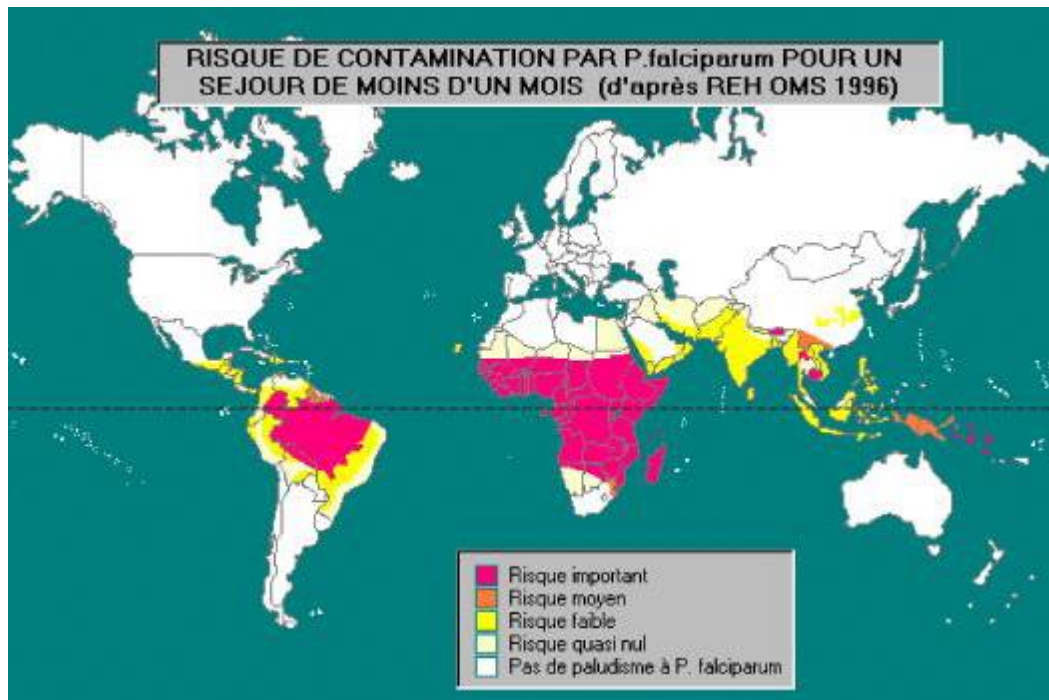 RISQUE DE CONTAMINATION PAR P.falciparum POUR UN
SEJOUR DE MOINS D'UN MOIS (d'après REH OMS 1996)
Risque important
Risque moyen
Risque faible
Risque quasi nul
Pas de paludisme à P. falciparum